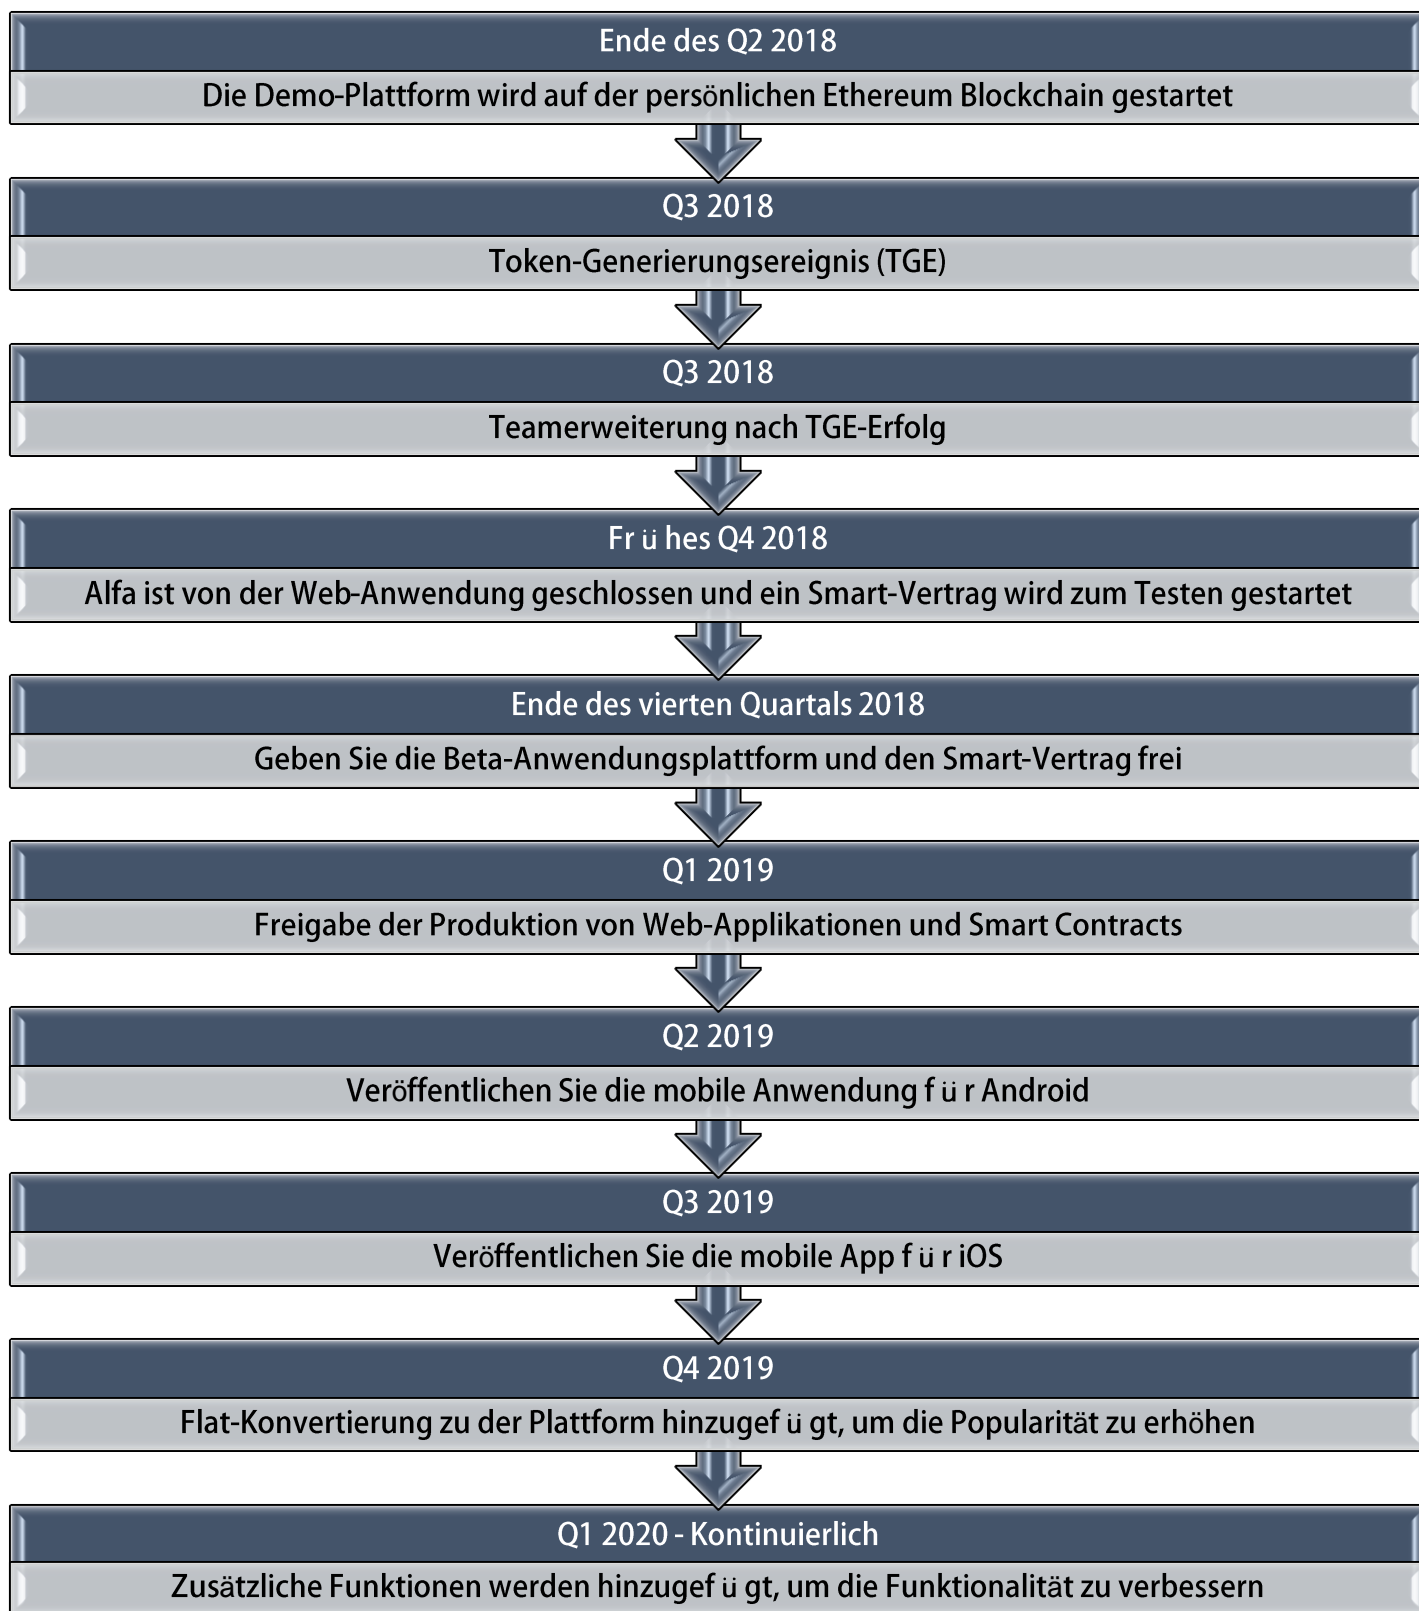 Ende des Q2 2018
Die Demo-Plattform wird auf der persönlichen Ethereum Blockchain gestartet
Q3 2018
Token-Generierungsereignis (TGE)
Q3 2018
Teamerweiterung nach TGE-Erfolg
Fr ü hes Q4 2018
Alfa ist von der Web-Anwendung geschlossen und ein Smart-Vertrag wird zum Testen gestartet
Ende des vierten Quartals 2018
Geben Sie die Beta-Anwendungsplattform und den Smart-Vertrag frei
Q1 2019
Freigabe der Produktion von Web-Applikationen und Smart Contracts
Q2 2019
Veröffentlichen Sie die mobile Anwendung f ü r Android
Q3 2019
Veröffentlichen Sie die mobile App f ü r iOS
Q4 2019
Flat-Konvertierung zu der Plattform hinzugef ü gt, um die Popularität zu erhöhen
Q1 2020 - Kontinuierlich
Zusätzliche Funktionen werden hinzugef ü gt, um die Funktionalität zu verbessern